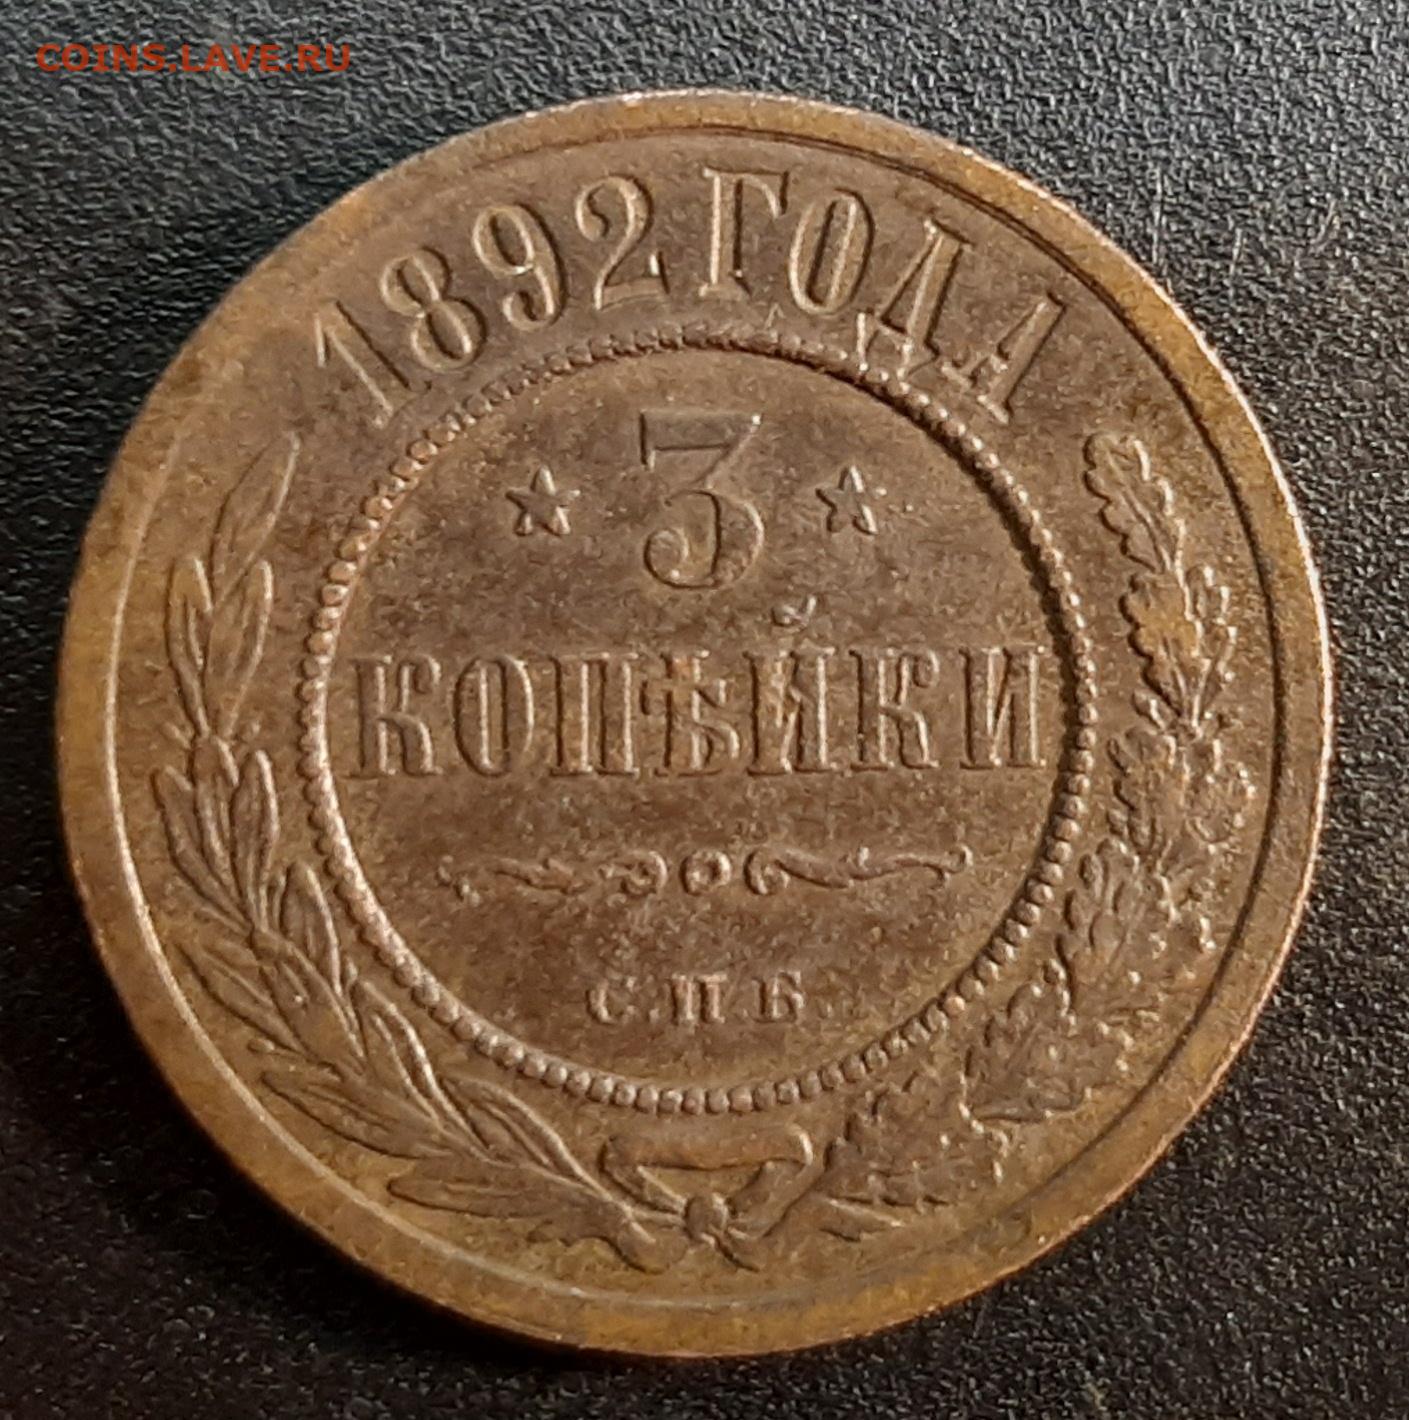 COINS.LAVE.RU
1892 ГОДА
3
КОПѢЙКИ
С.П.Б.